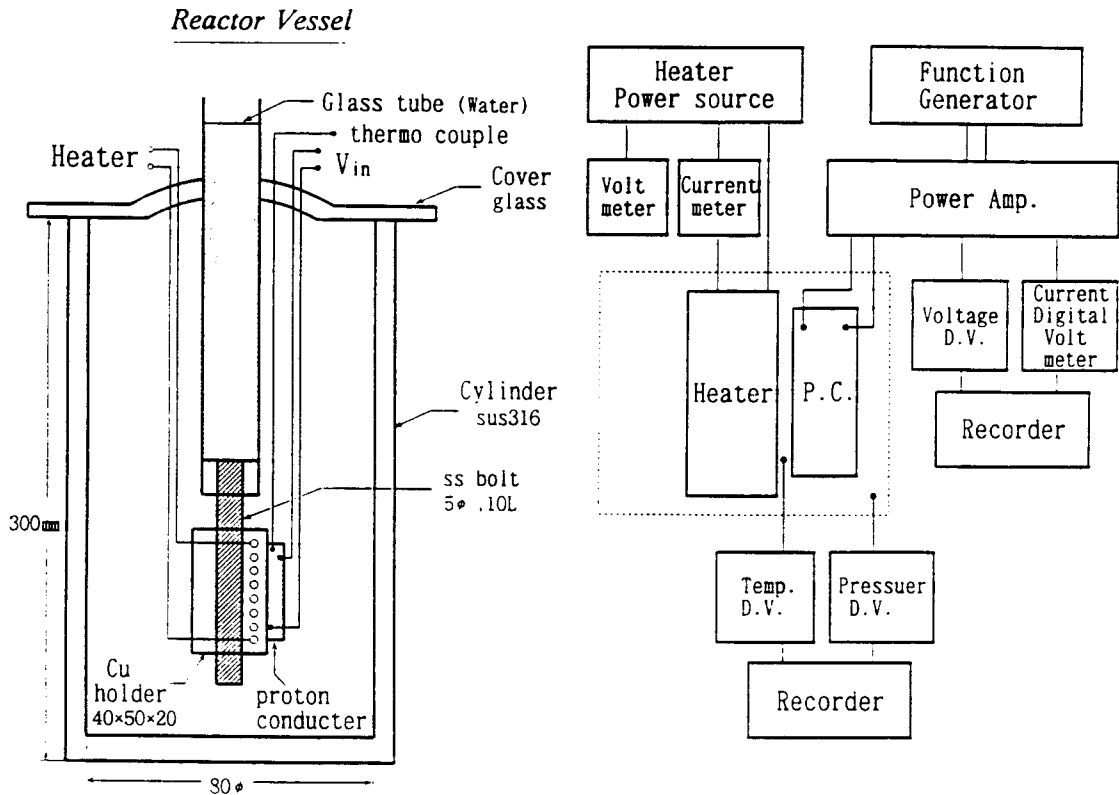 Reactor Vessel
Glass tube (Water)
thermo couple
Heater
Vin
Cover
glass
Cylinder
sus316
ss bolt
5φ .10L
300mm
Cu
holder
40×50×20
proton
conducter
80φ
Heater
Power source
Function
Generator
Volt
meter
Current
meter
Power Amp.
Heater
P.C.
Voltage
D.V.
Current
Digital
Volt
meter
Recorder
Temp.
D.V.
Pressuer
D.V.
Recorder